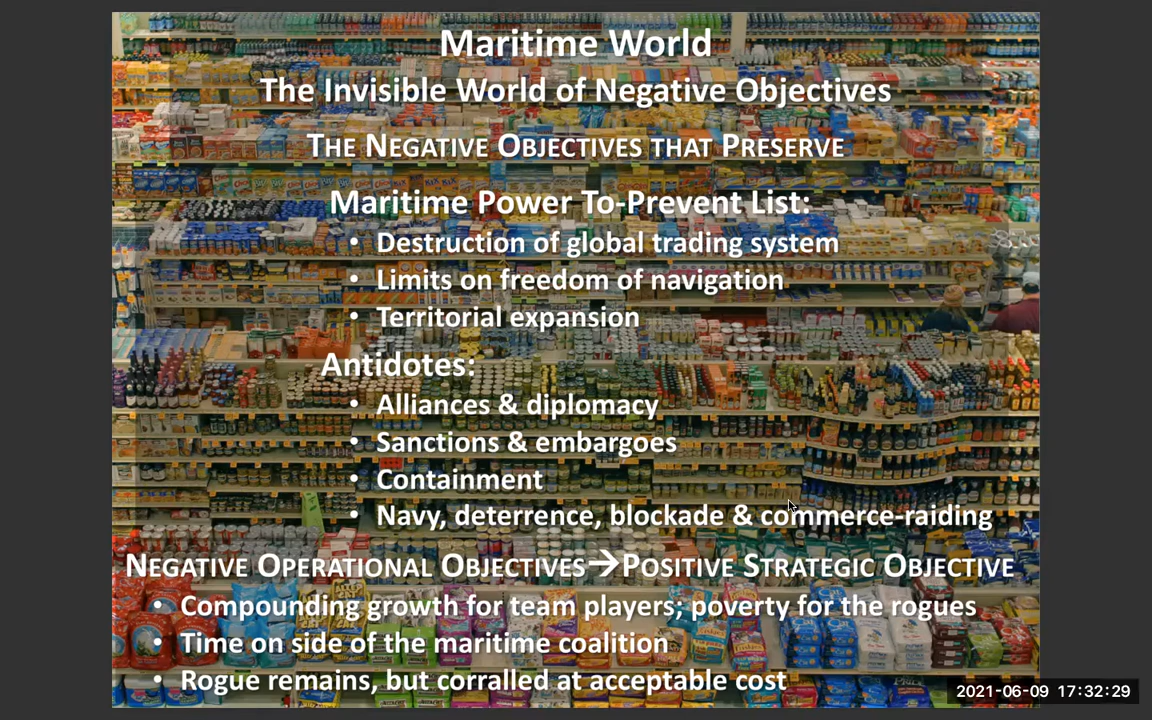 Maritime World
The Invisible World of Negative Objectives
THE NEGATIVE OBJECTIVES THAT PRESERVE
Maritime Power To-Prevent List:
• Destruction of global trading system
• Limits on freedom of navigation
• Territorial expansion
Antidotes:
• Alliances & diplomacy
• Sanctions & embargoes
• Containment
• Navy, deterrence, blockade & commerce-raiding
NEGATIVE OPERATIONAL OBJECTIVES→POSITIVE STRATEGIC OBJECTIVE
• Compounding growth for team players; poverty for the rogues
• Time on side of the maritime coalition
• Rogue remains, but corralled at acceptable cost
2021-06-09 17:32:29